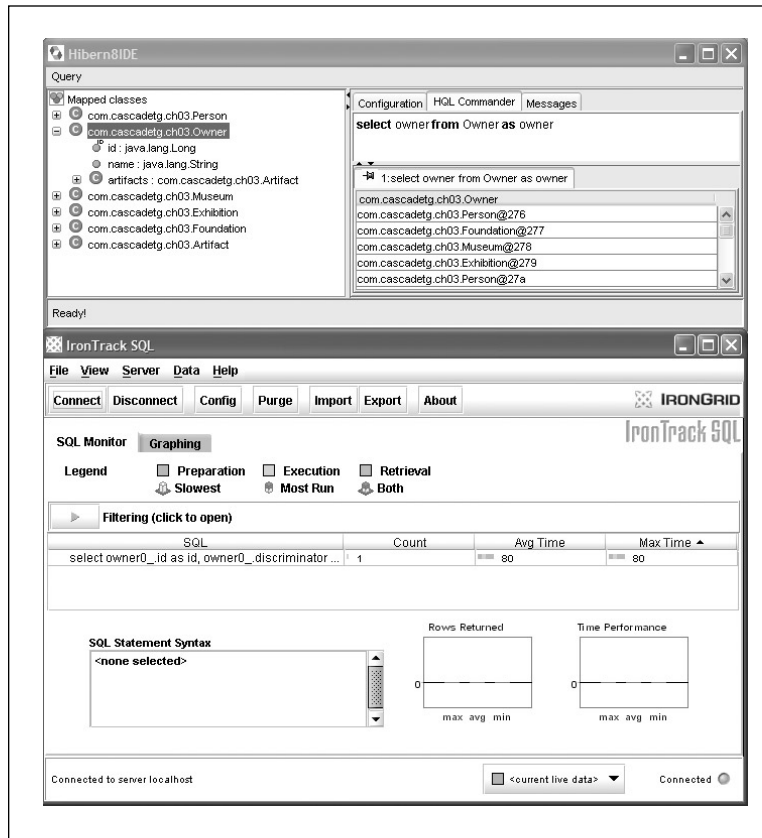 Hibern8IDE
Query
Mapped classes
com.cascadetg.ch03.Person
com.cascadetg.ch03.Owner
id : java.lang.Long
name : java.lang.String
artifacts : com.cascadetg.ch03.Artifact
com.cascadetg.ch03.Museum
com.cascadetg.ch03.Exhibition
com.cascadetg.ch03.Foundation
com.cascadetg.ch03.Artifact
Configuration HQL Commander Messages
select owner from Owner as owner
1:select owner from Owner as owner
com.cascadetg.ch03.Owner
com.cascadetg.ch03.Person@276
com.cascadetg.ch03.Foundation@277
com.cascadetg.ch03.Museum@278
com.cascadetg.ch03.Exhibition@279
com.cascadetg.ch03.Person@27a
Ready!
IronTrack SQL
File View Server Data Help
Connect Disconnect Config Purge Import Export About IRONGRID
IronTrack SQL
SQL Monitor Graphing
Legend Preparation Execution Retrieval
Slowest Most Run Both
Filtering (click to open)
SQL Count Avg Time Max Time
select owner0_.id as id, owner0_.discriminator ... 1 80 80
SQL Statement Syntax
<none selected>
Rows Returned
0
max avg min
Time Performance
0
max avg min
Connected to server localhost
<current live data>
Connected